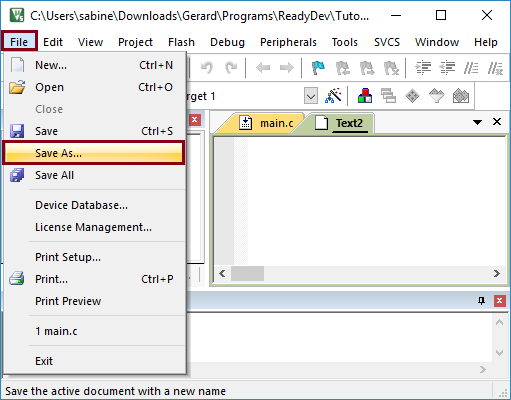 C:\Users\sabine\Downloads\Gerard\Programs\ReadyDev\Tuto...
File Edit View Project Flash Debug Peripherals Tools SVCS Window Help
New... Ctrl+N
Open Ctrl+O
Close
Save Ctrl+S
Save As...
Save All
Device Database...
License Management...
Print Setup...
Print... Ctrl+P
Print Preview
1 main.c
Exit
rget 1
main.c Text2
Save the active document with a new name